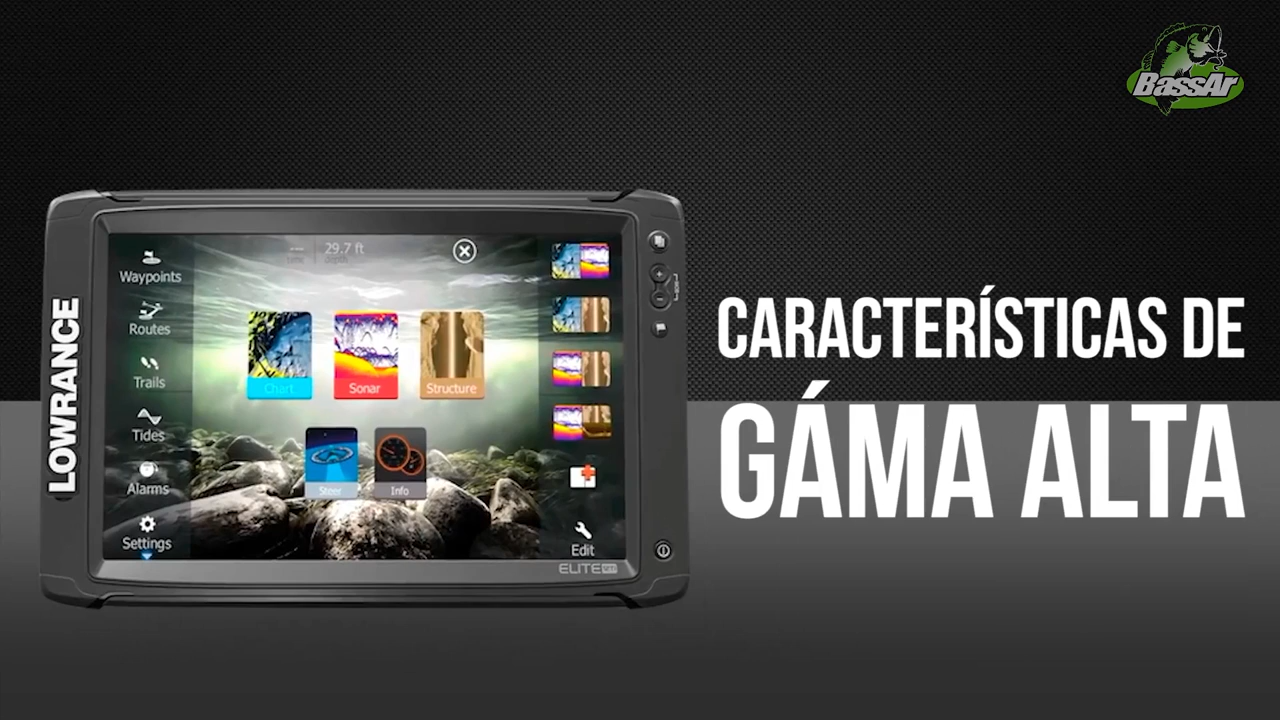 BassAr
CARACTERÍSTICAS DE
GÁMA ALTA
LOWRANCE
29.7 ft
Waypoints
Routes
Trails
Tides
Alarms
Settings
Chart
Sonar
Structure
Steer
Info
Edit
ELITE